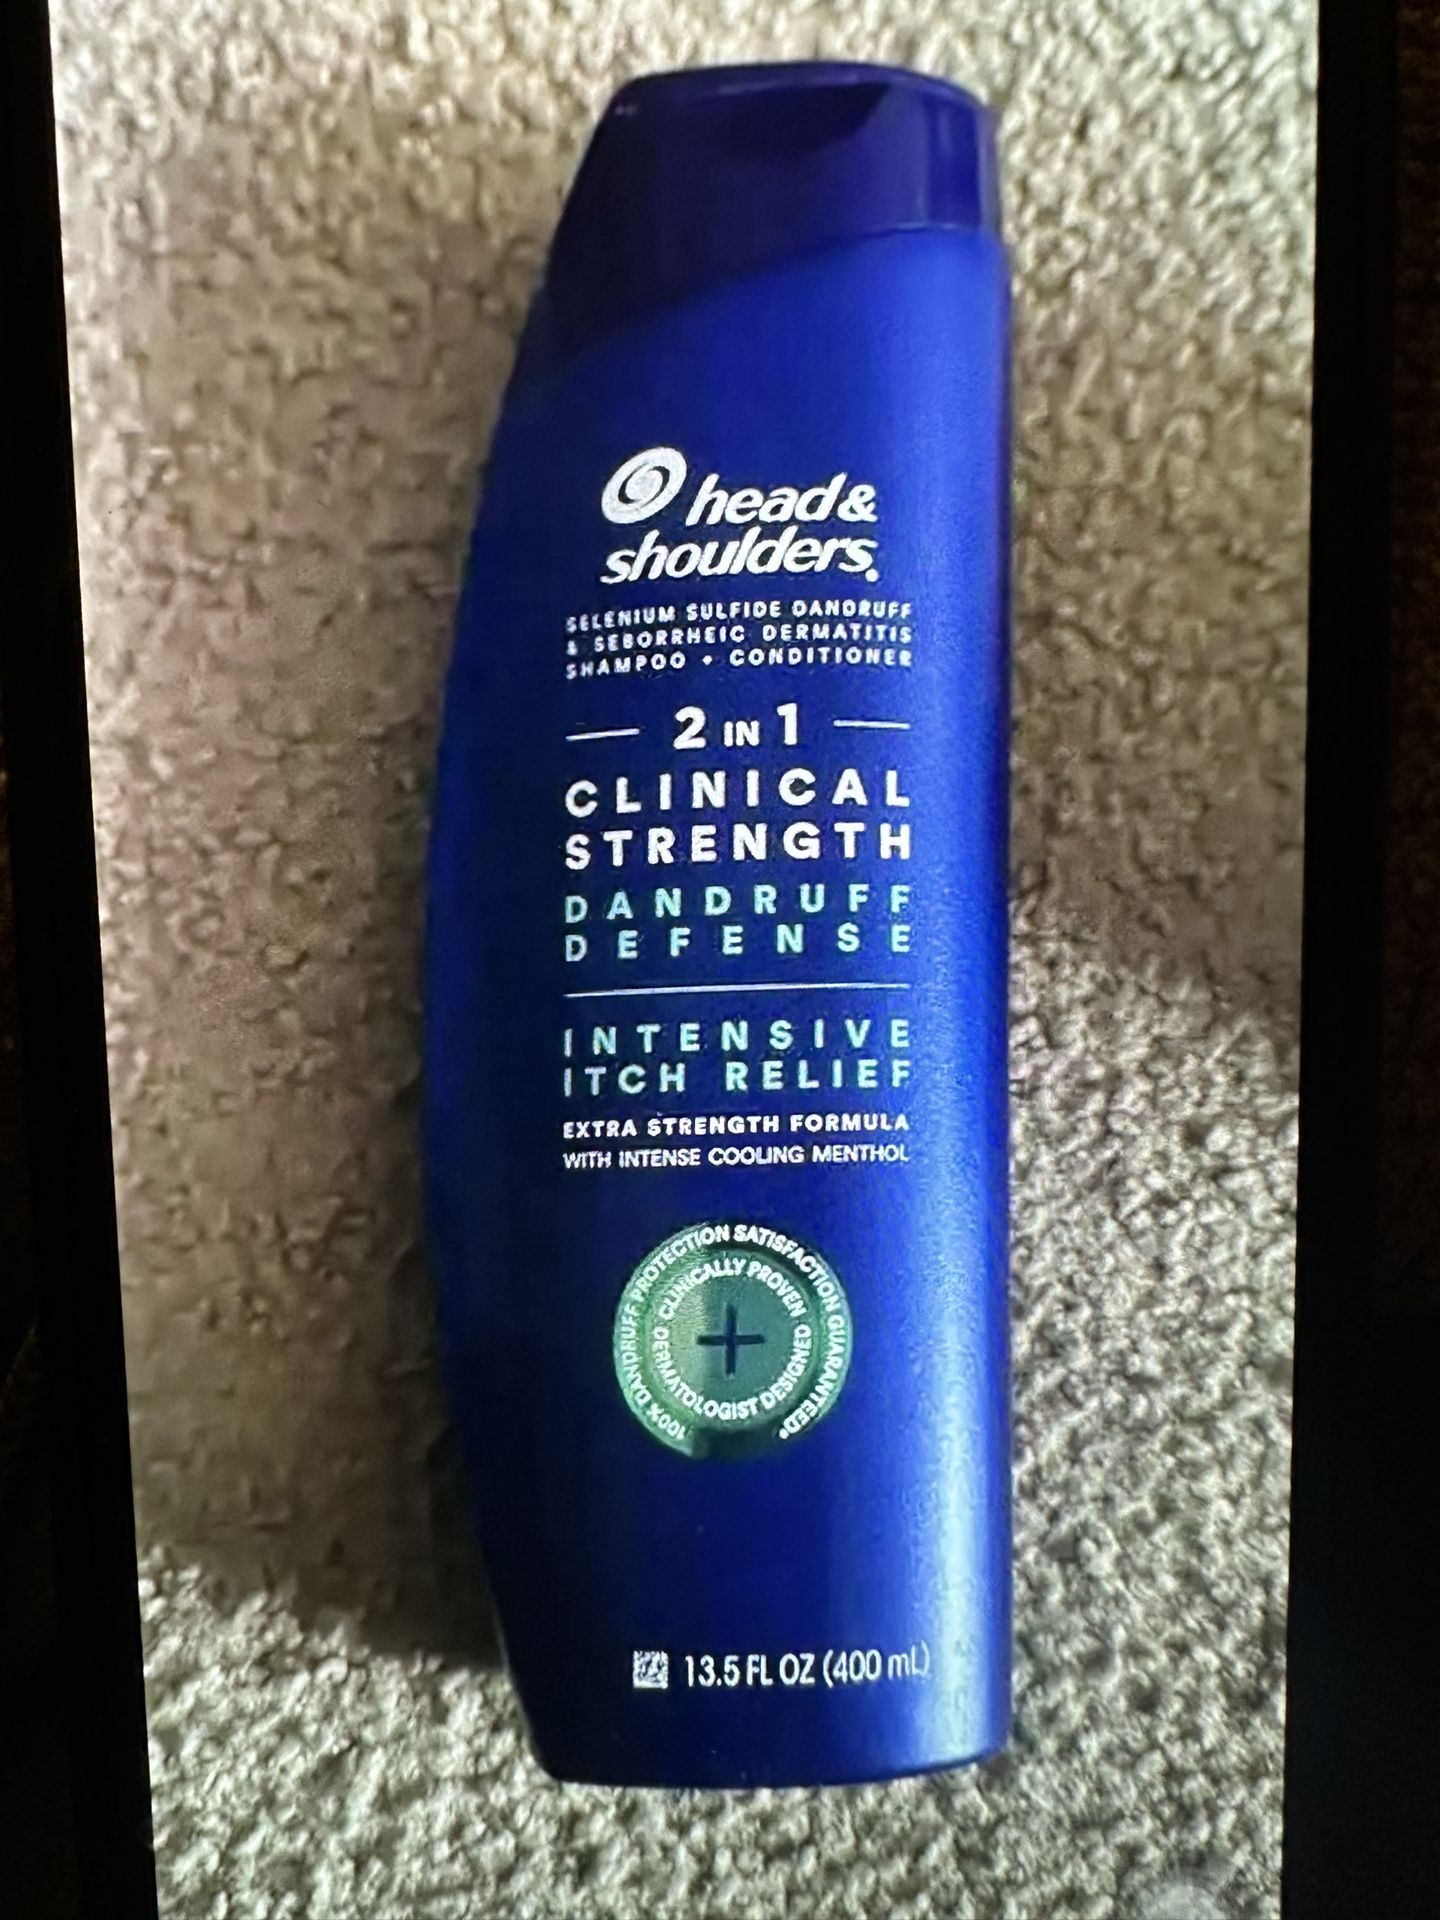 head&
shoulders.
SELENIUM SULFIDE DANDRUFF
& SEBORRHEIC DERMATITIS
SHAMPOO + CONDITIONER
2 IN 1
CLINICAL
STRENGTH
DANDRUFF
DEFENSE
INTENSIVE
ITCH RELIEF
EXTRA STRENGTH FORMULA
WITH INTENSE COOLING MENTHOL
100% DANDRUFF PROTECTION SATISFACTION GUARANTEED*
CLINICALLY PROVEN
DERMATOLOGIST DESIGNED
13.5 FL OZ (400 mL)